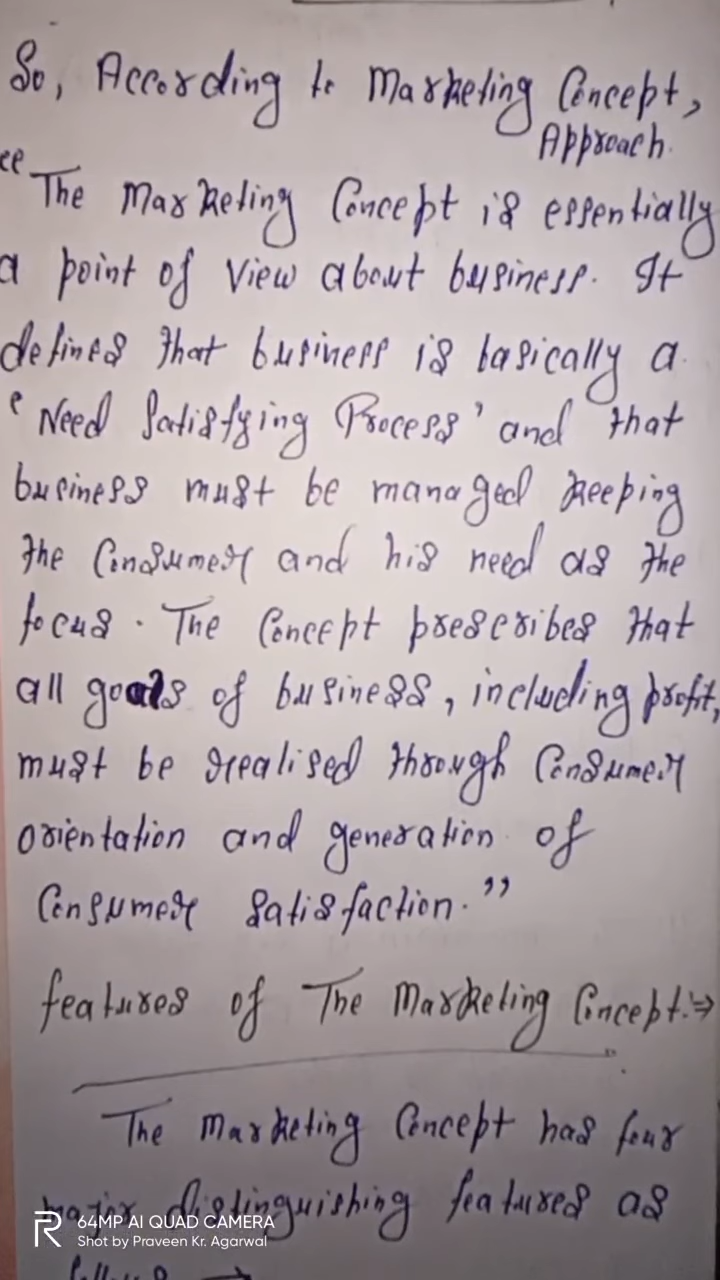 So, According to Marketing Concept,
Approach.
"The Marketing Concept is essentially
a point of view about business. It
defines that business is basically a
'Need Satisfying Process' and that
business must be managed keeping
the Consumer and his need as the
focus. The Concept prescribes that
all goals of business, including profit,
must be realised through Consumer
orientation and generation of
Consumer Satisfaction."
features of The Marketing Concept:⇒
The Marketing Concept has four
major distinguishing features as
64MP AI QUAD CAMERA
Shot by Praveen Kr. Agarwal